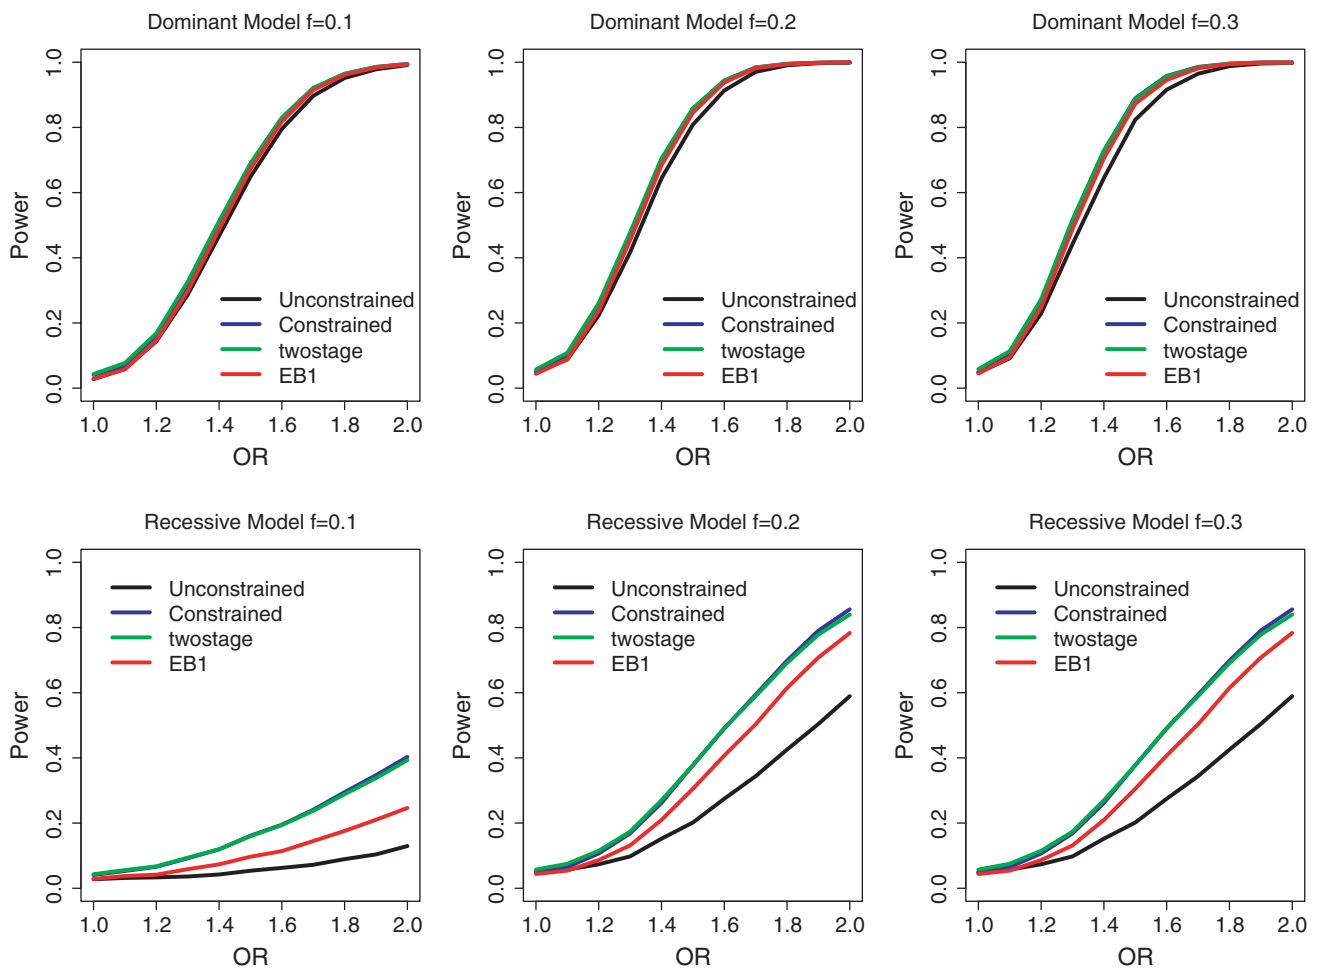 Dominant Model f=0.1
Power
0.0 0.2 0.4 0.6 0.8 1.0
Unconstrained
Constrained
twostage
EB1
1.0 1.2 1.4 1.6 1.8 2.0
OR
Dominant Model f=0.2
Power
0.0 0.2 0.4 0.6 0.8 1.0
Unconstrained
Constrained
twostage
EB1
1.0 1.2 1.4 1.6 1.8 2.0
OR
Dominant Model f=0.3
Power
0.0 0.2 0.4 0.6 0.8 1.0
Unconstrained
Constrained
twostage
EB1
1.0 1.2 1.4 1.6 1.8 2.0
OR
Recessive Model f=0.1
Power
0.0 0.2 0.4 0.6 0.8 1.0
Unconstrained
Constrained
twostage
EB1
1.0 1.2 1.4 1.6 1.8 2.0
OR
Recessive Model f=0.2
Power
0.0 0.2 0.4 0.6 0.8 1.0
Unconstrained
Constrained
twostage
EB1
1.0 1.2 1.4 1.6 1.8 2.0
OR
Recessive Model f=0.3
Power
0.0 0.2 0.4 0.6 0.8 1.0
Unconstrained
Constrained
twostage
EB1
1.0 1.2 1.4 1.6 1.8 2.0
OR